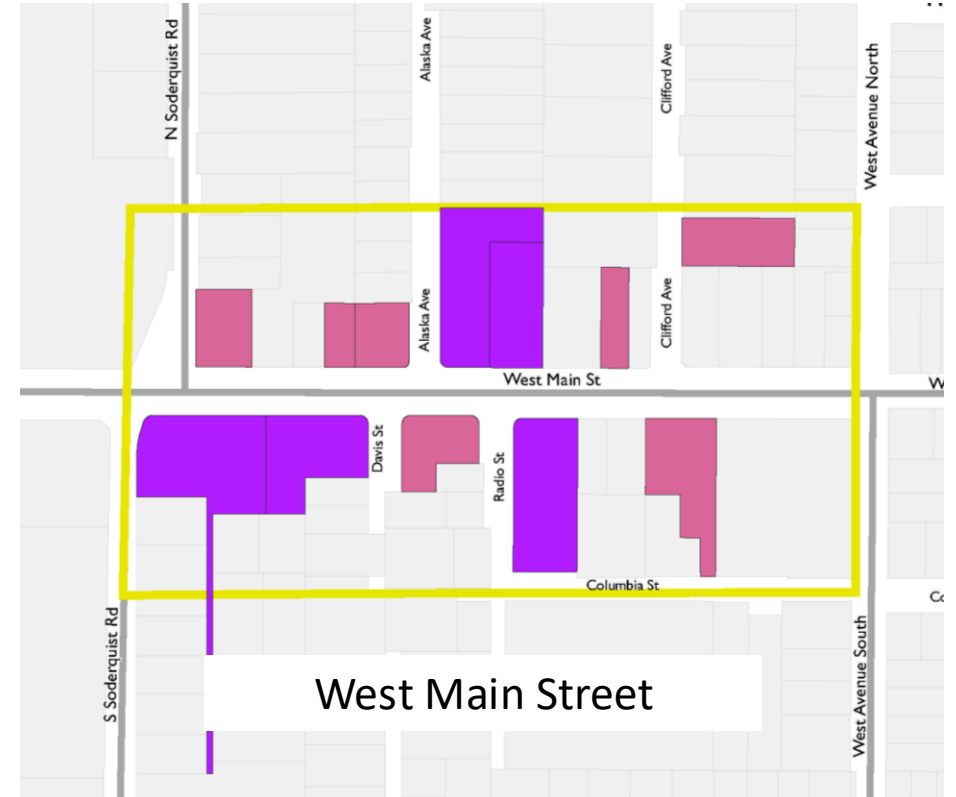 N Soderquist Rd
Alaska Ave
Clifford Ave
West Avenue North
Alaska Ave
Clifford Ave
West Main St
W
Davis St
Radio St
Columbia St
Co
S Soderquist Rd
West Avenue South
West Main Street